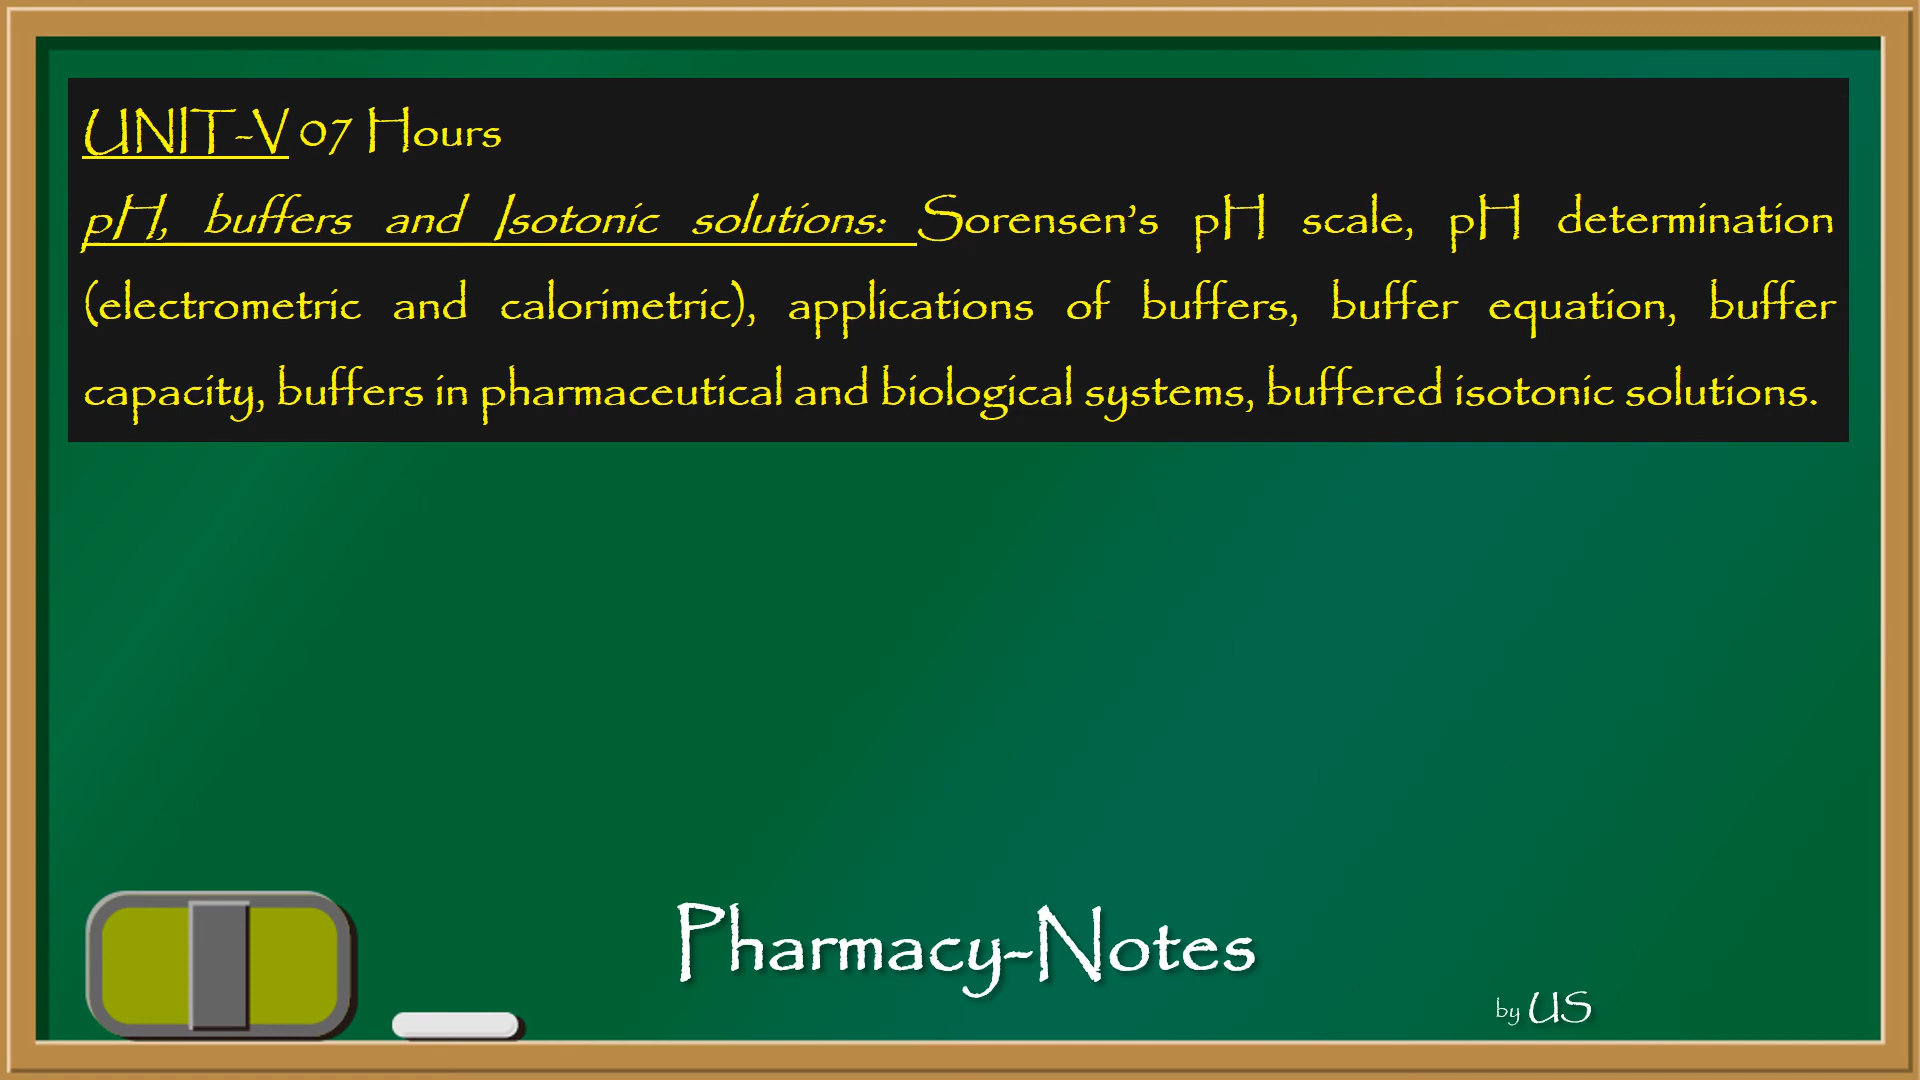 UNIT-V 07 Hours
pH, buffers and Isotonic solutions: Sorensen’s pH scale, pH determination
(electrometric and calorimetric), applications of buffers, buffer equation, buffer
capacity, buffers in pharmaceutical and biological systems, buffered isotonic solutions.
Pharmacy-Notes
by US